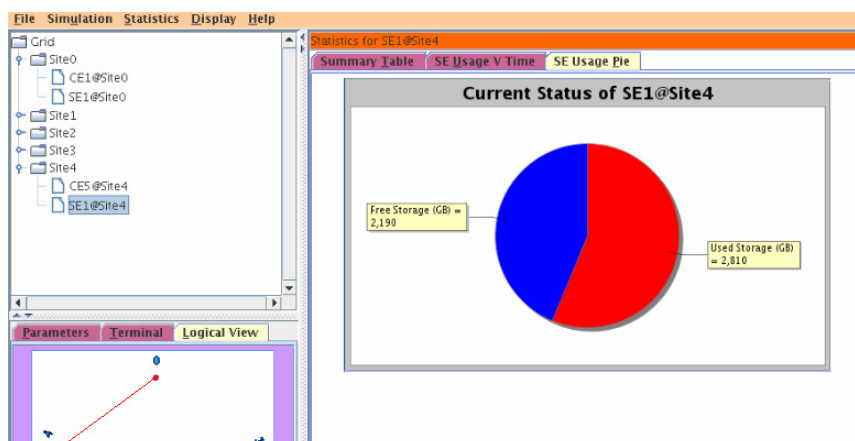 File Simulation Statistics Display Help
Grid
Site0
CE1@Site0
SE1@Site0
Site1
Site2
Site3
Site4
CE5@Site4
SE1@Site4
Parameters Terminal Logical View
0
4
Statistics for SE1@Site4
Summary Table SE Usage V Time SE Usage Pie
Current Status of SE1@Site4
Free Storage (GB) =
2,190
Used Storage (GB)
= 2,810